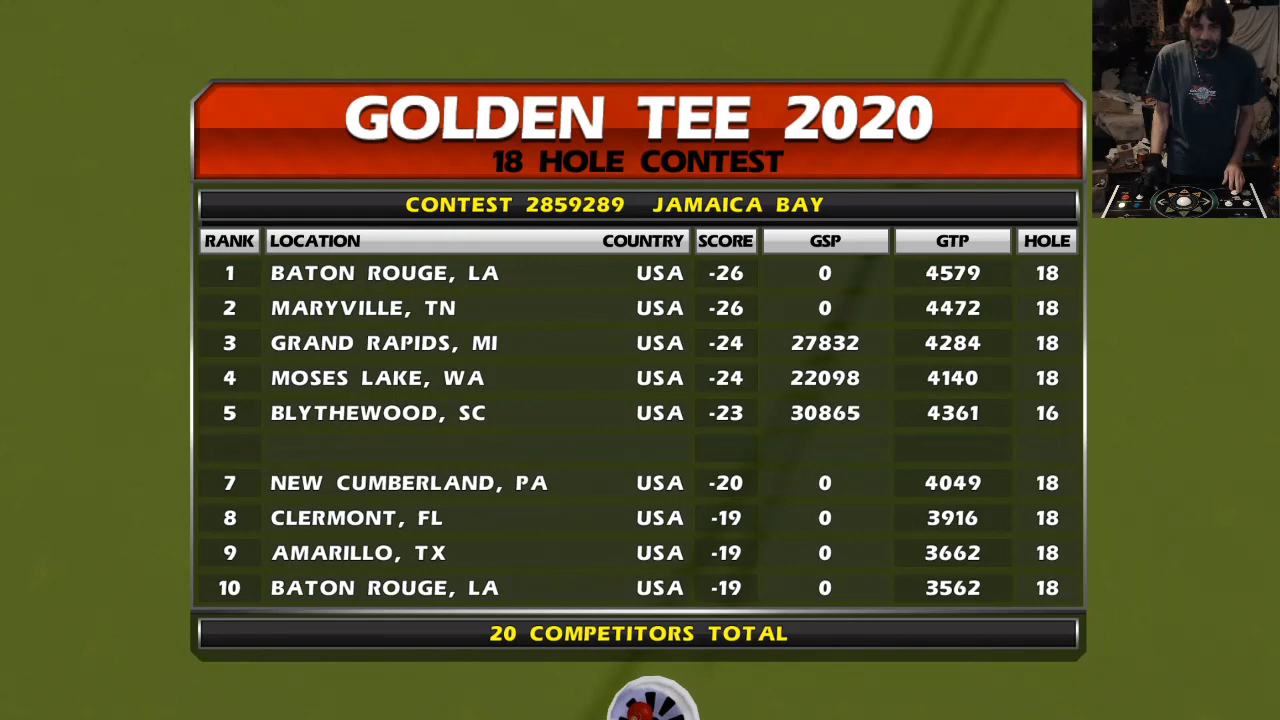 GOLDEN TEE 2020
18 HOLE CONTEST
CONTEST 2859289 JAMAICA BAY
RANK LOCATION COUNTRY SCORE GSP GTP HOLE
1 BATON ROUGE, LA USA -26 0 4579 18
2 MARYVILLE, TN USA -26 0 4472 18
3 GRAND RAPIDS, MI USA -24 27832 4284 18
4 MOSES LAKE, WA USA -24 22098 4140 18
5 BLYTHEWOOD, SC USA -23 30865 4361 16
7 NEW CUMBERLAND, PA USA -20 0 4049 18
8 CLERMONT, FL USA -19 0 3916 18
9 AMARILLO, TX USA -19 0 3662 18
10 BATON ROUGE, LA USA -19 0 3562 18
20 COMPETITORS TOTAL